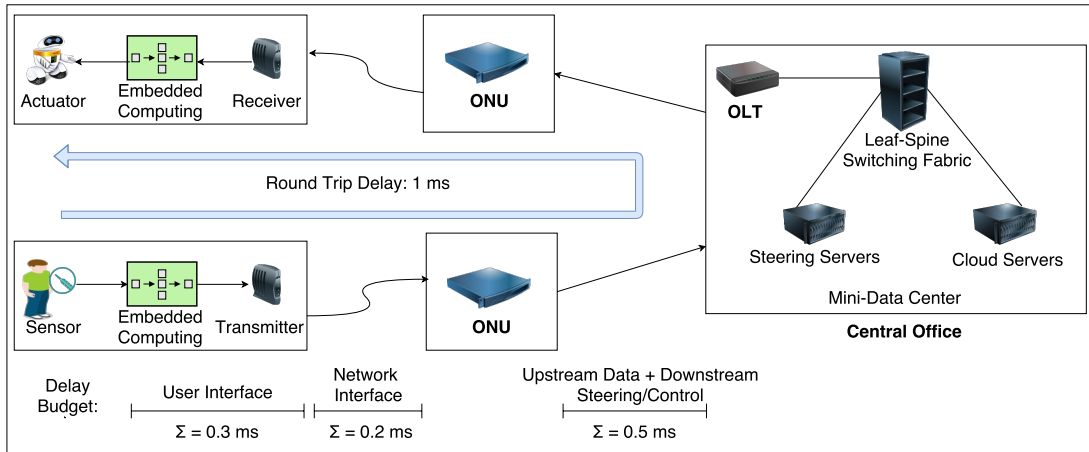 Actuator
Embedded
Computing
Receiver
ONU
OLT
Leaf-Spine
Switching Fabric
Round Trip Delay: 1 ms
Steering Servers
Cloud Servers
Mini-Data Center
Central Office
Sensor
Embedded
Computing
Transmitter
ONU
Delay
Budget:
User Interface
Σ = 0.3 ms
Network
Interface
Σ = 0.2 ms
Upstream Data + Downstream
Steering/Control
Σ = 0.5 ms